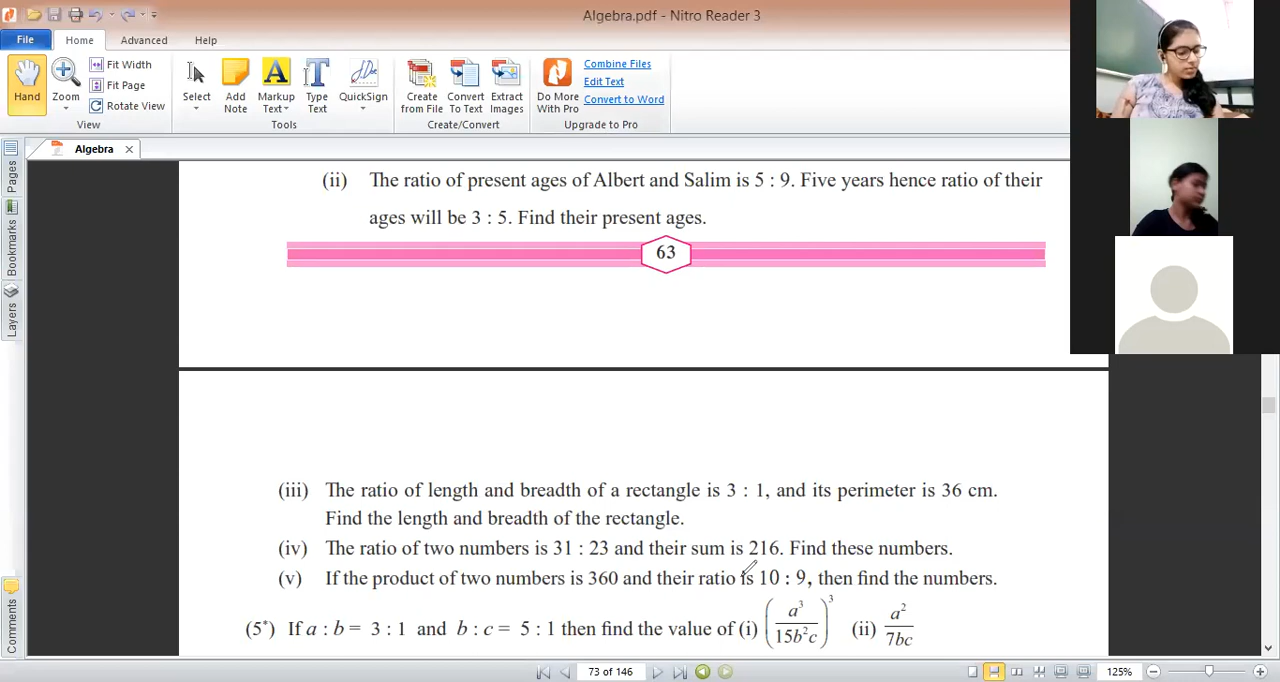 Algebra.pdf - Nitro Reader 3
File Home Advanced Help
Hand Zoom Fit Width Fit Page Rotate View
View
Select Add Note Markup Text Type Text QuickSign
Tools
Create from File Convert To Text Extract Images
Create/Convert
Do More With Pro Combine Files Edit Text Convert to Word
Upgrade to Pro
Algebra
Pages
Bookmarks
Layers
Comments
(ii) The ratio of present ages of Albert and Salim is 5 : 9. Five years hence ratio of their
ages will be 3 : 5. Find their present ages.
63
(iii) The ratio of length and breadth of a rectangle is 3 : 1, and its perimeter is 36 cm.
Find the length and breadth of the rectangle.
(iv) The ratio of two numbers is 31 : 23 and their sum is 216. Find these numbers.
(v) If the product of two numbers is 360 and their ratio is 10 : 9, then find the numbers.
(5*) If a : b = 3 : 1 and b : c = 5 : 1 then find the value of (i) (a³/15b²c)³ (ii) a²/7bc
73 of 146
125%